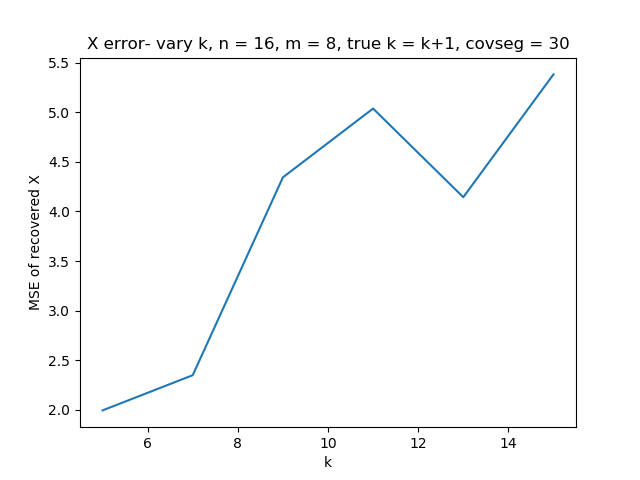 X error- vary k, n = 16, m = 8, true k = k+1, covseg = 30
5.5
5.0
4.5
4.0
3.5
3.0
2.5
2.0
MSE of recovered X
6 8 10 12 14
k